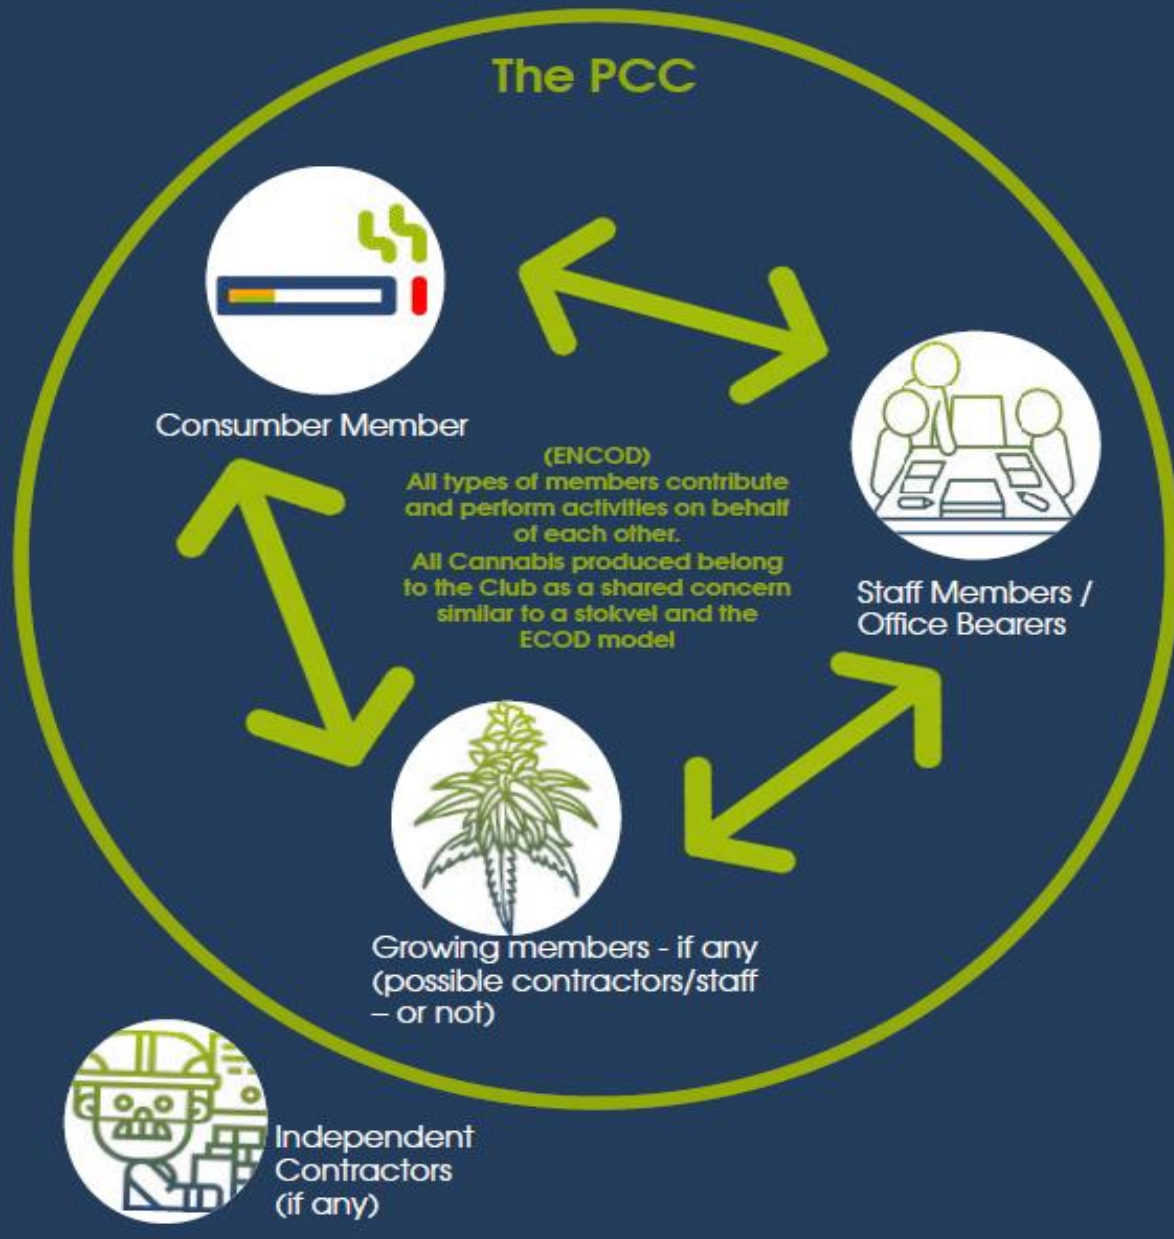 The PCC
Consumber Member
(ENCOD)
All types of members contribute
and perform activities on behalf
of each other.
All Cannabis produced belong
to the Club as a shared concern
similar to a stokvel and the
ECOD model
Staff Members /
Office Bearers
Growing members - if any
(possible contractors/staff
– or not)
Independent
Contractors
(if any)